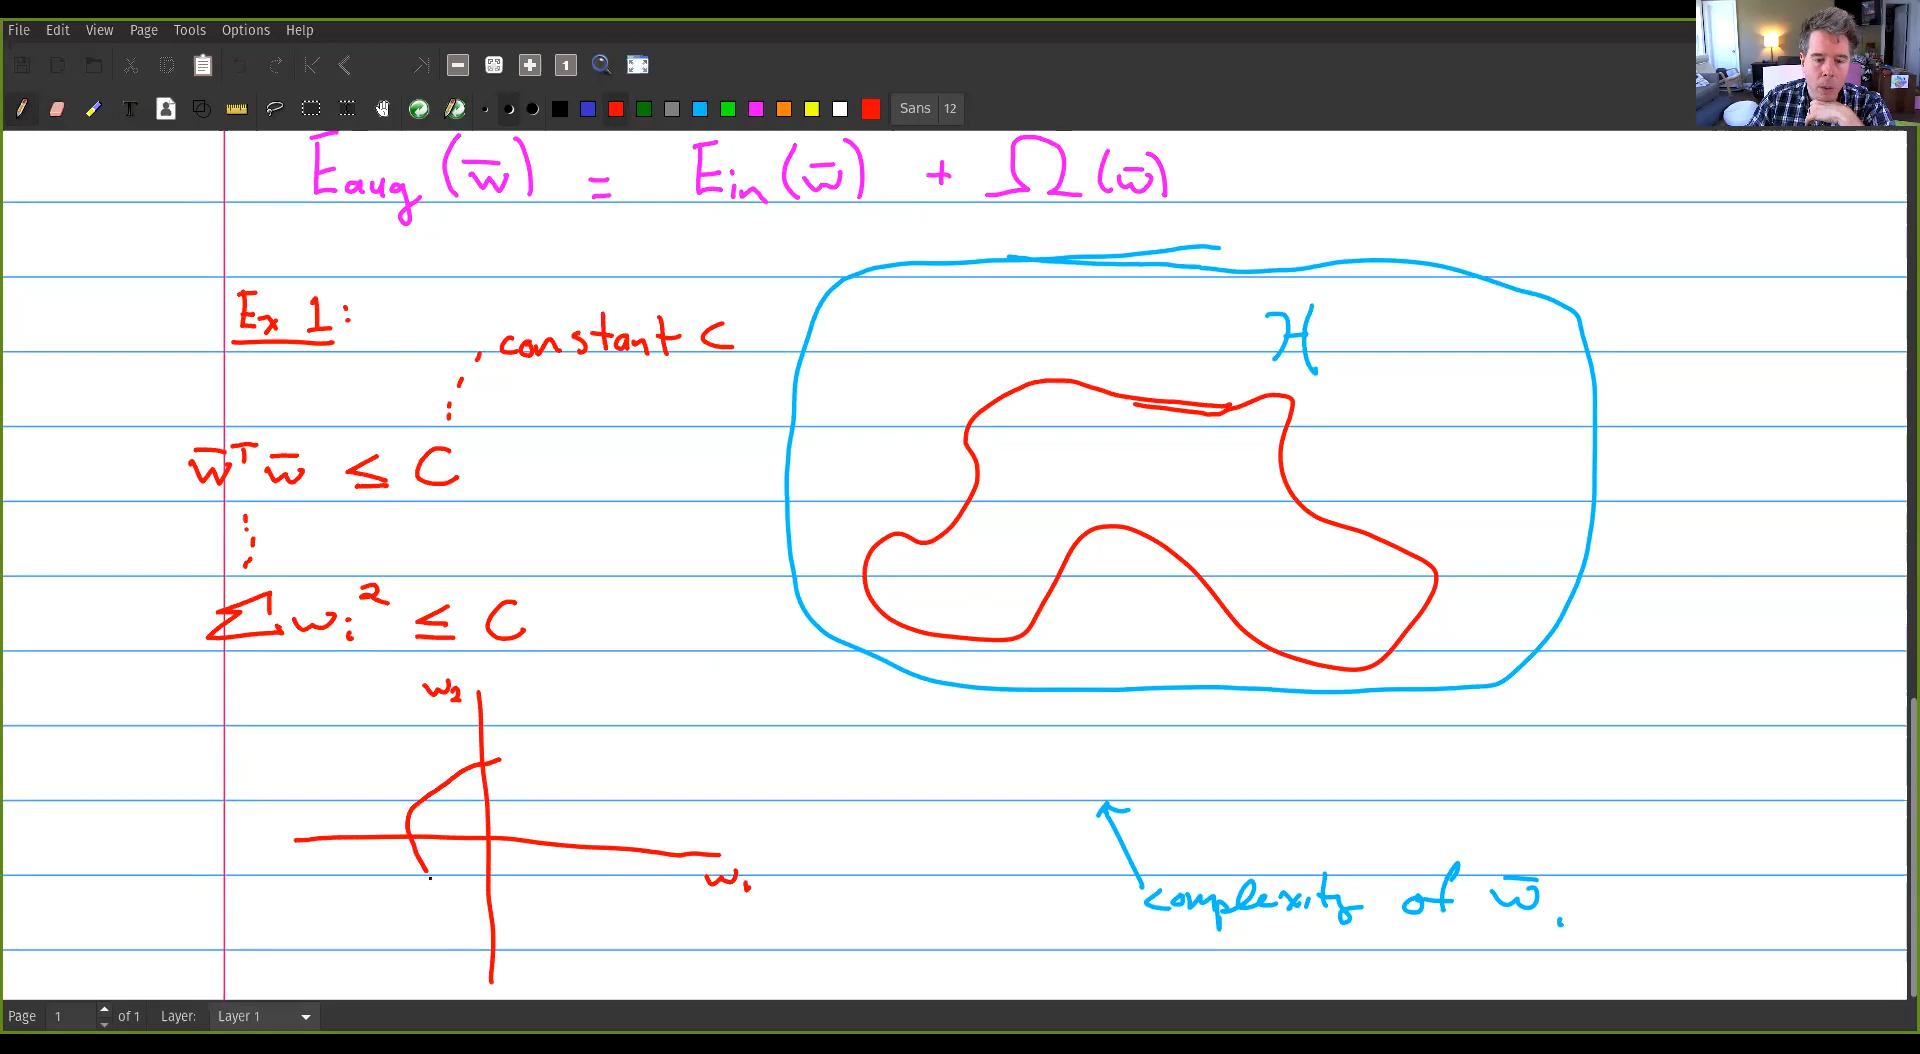 File Edit View Page Tools Options Help
Sans 12
E_aug (w̅) = E_in (w̅) + Ω(w̅)
Ex 1:
constant C
w̅ᵀw̅ ≤ C
∑ wᵢ² ≤ C
H
w₂
w₁
complexity of w̅.
Page 1 of 1 Layer: Layer 1